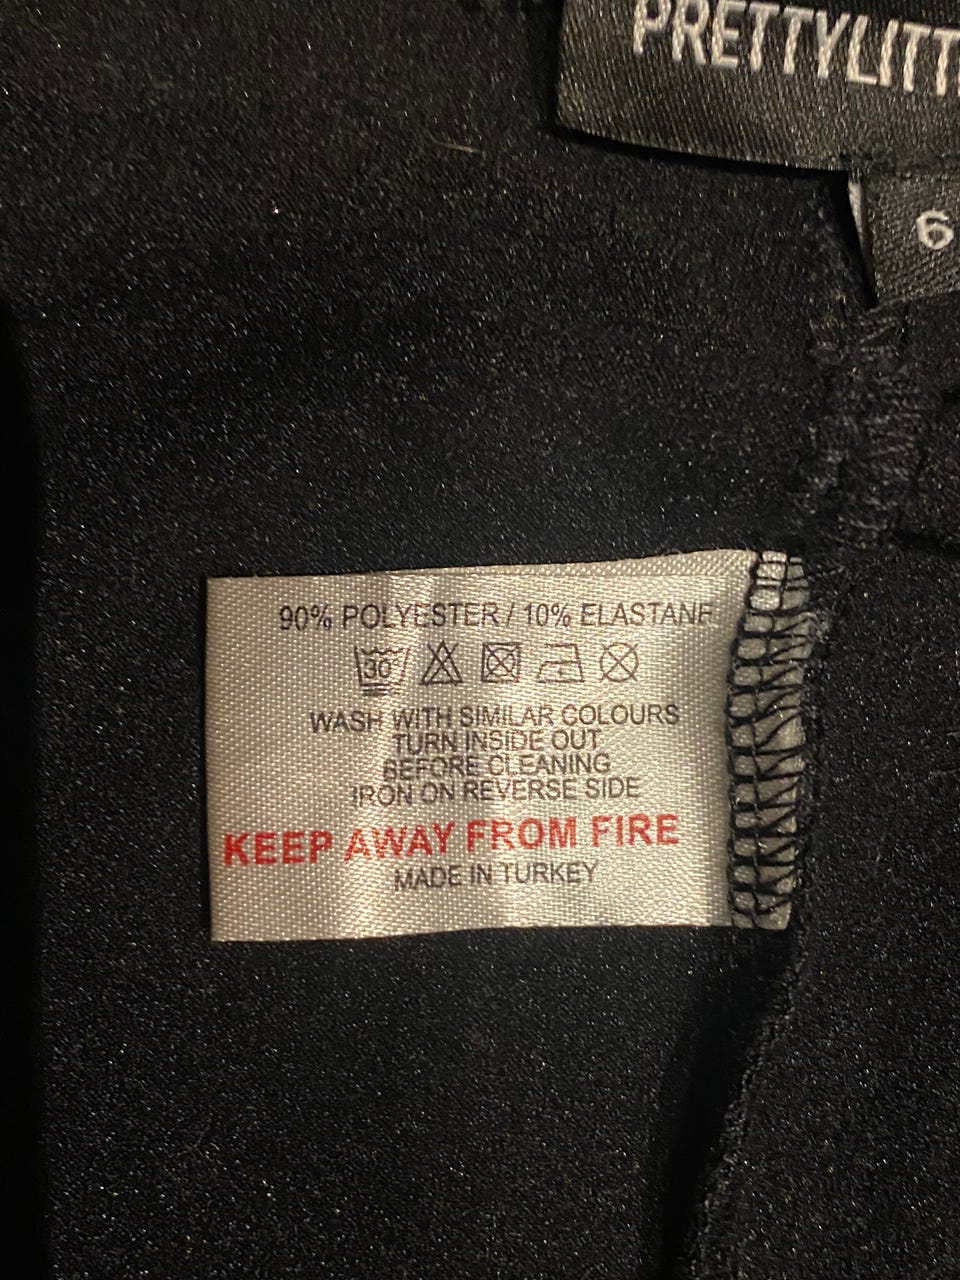 PRETTYLITT
6
90% POLYESTER / 10% ELASTANE
30°
WASH WITH SIMILAR COLOURS
TURN INSIDE OUT
BEFORE CLEANING
IRON ON REVERSE SIDE
KEEP AWAY FROM FIRE
MADE IN TURKEY